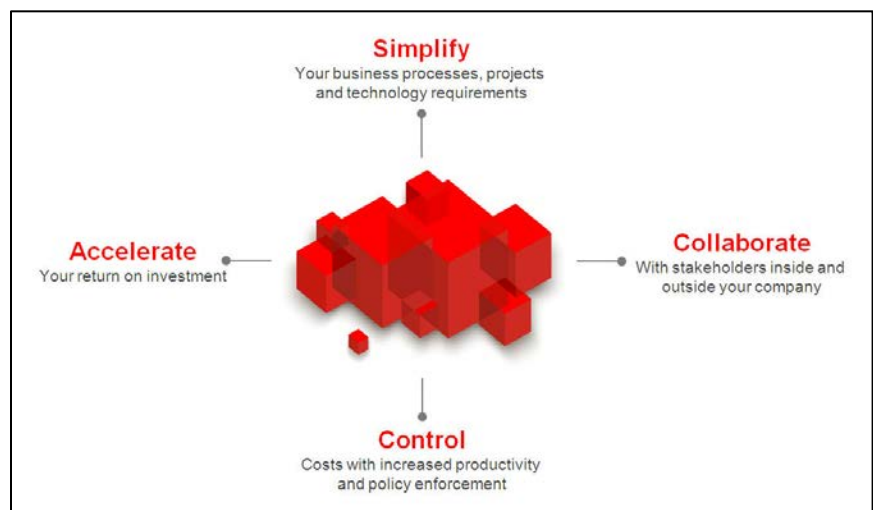 Simplify
Your business processes, projects
and technology requirements
Accelerate
Your return on investment
Collaborate
With stakeholders inside and
outside your company
Control
Costs with increased productivity
and policy enforcement